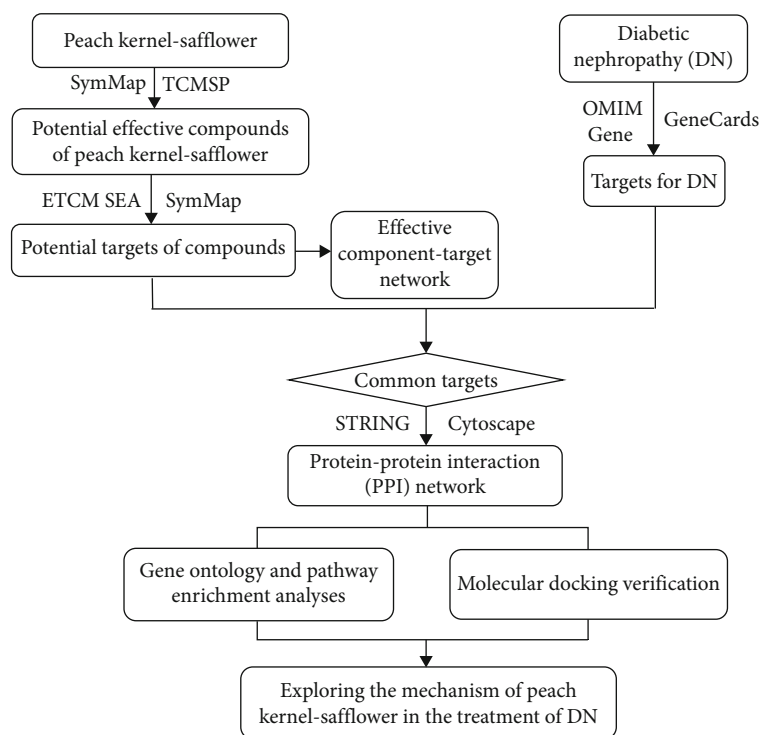 Peach kernel-safflower
SymMap TCMSP
Potential effective compounds
of peach kernel-safflower
ETCM SEA SymMap
Potential targets of compounds
Effective
component-target
network
Diabetic
nephropathy (DN)
OMIM
Gene
GeneCards
Targets for DN
Common targets
STRING Cytoscape
Protein-protein interaction
(PPI) network
Gene ontology and pathway
enrichment analyses
Molecular docking verification
Exploring the mechanism of peach
kernel-safflower in the treatment of DN